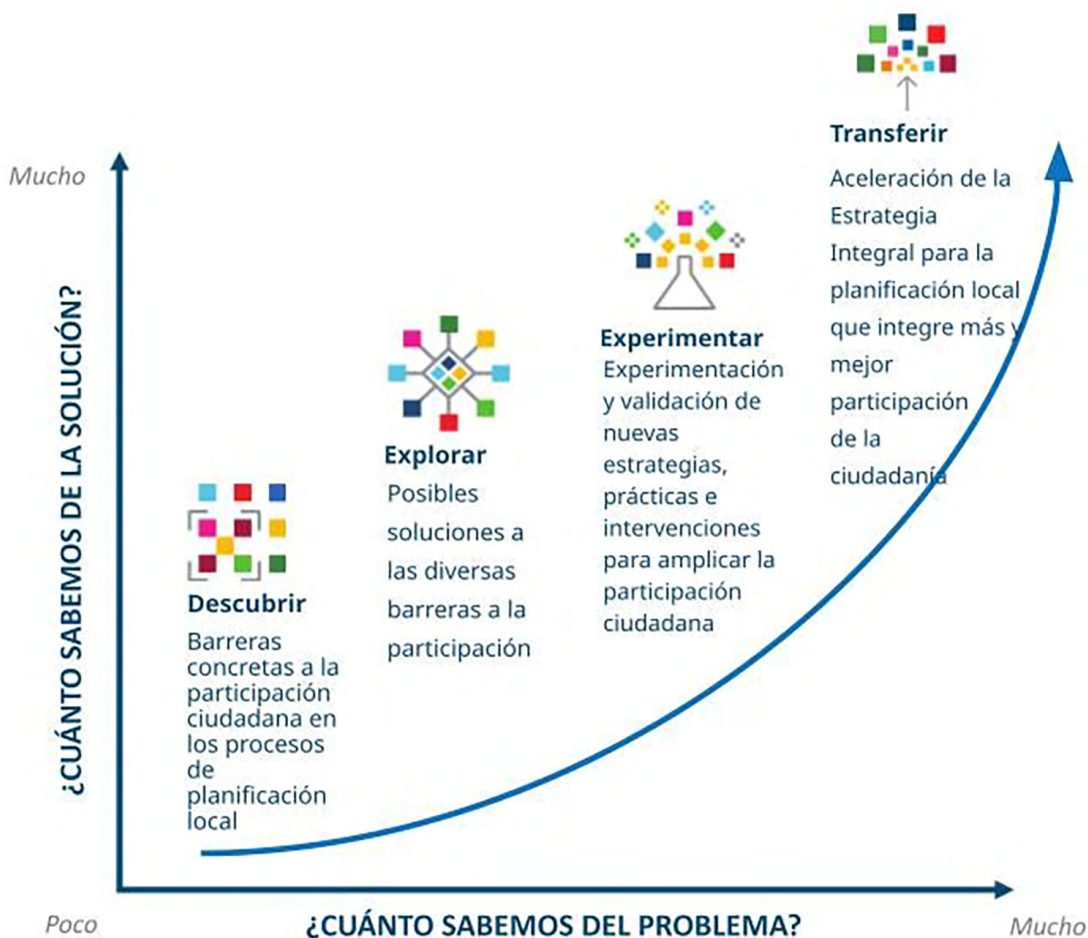 Transferir
Aceleración de la
Estrategia
Integral para la
planificación local
que integre más y
mejor
participación
de la
ciudadanía
Mucho
Experimentar
Experimentación
y validación de
nuevas
estrategias,
prácticas e
intervenciones
para amplicar la
participación
ciudadana
Explorar
Posibles
soluciones a
las diversas
barreras a la
participación
Descubrir
Barreras
concretas a la
participación
ciudadana en
los procesos
de
planificación
local
¿CUÁNTO SABEMOS DE LA SOLUCIÓN?
Poco
¿CUÁNTO SABEMOS DEL PROBLEMA?
Mucho